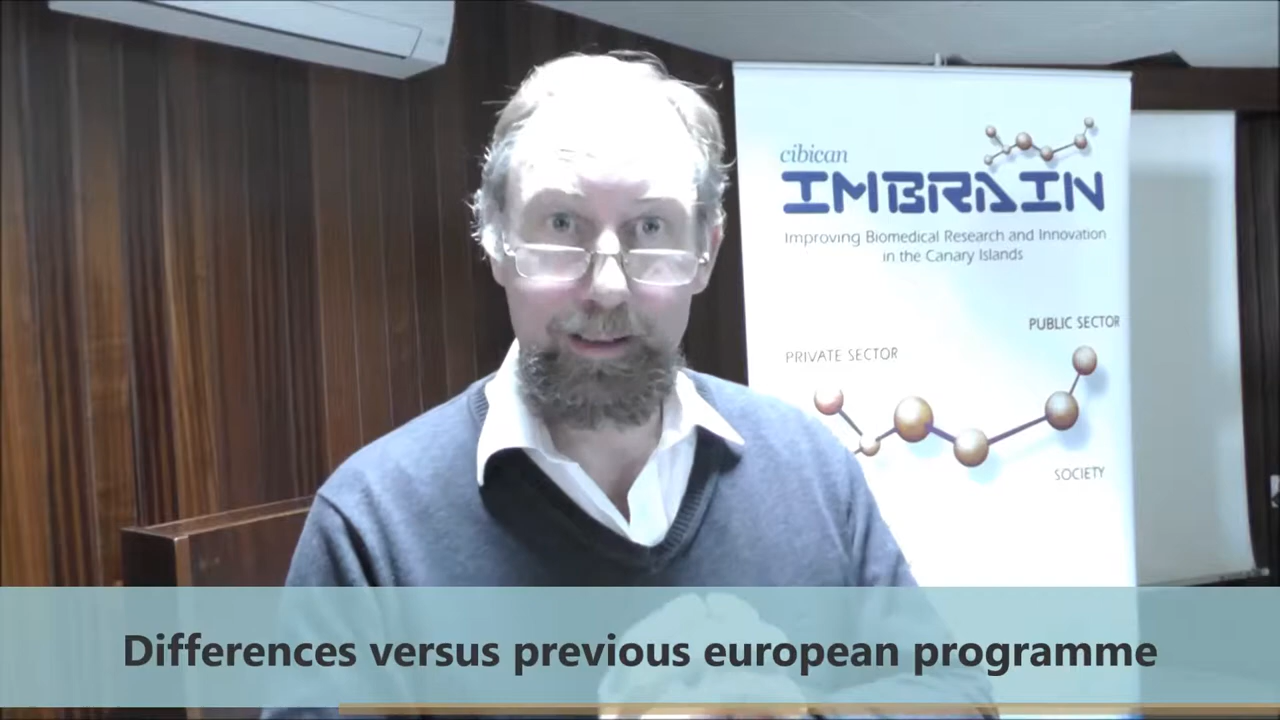 cibican
IMBRAIN
Improving Biomedical Research and Innovation
in the Canary Islands
PUBLIC SECTOR
PRIVATE SECTOR
SOCIETY
Differences versus previous european programme